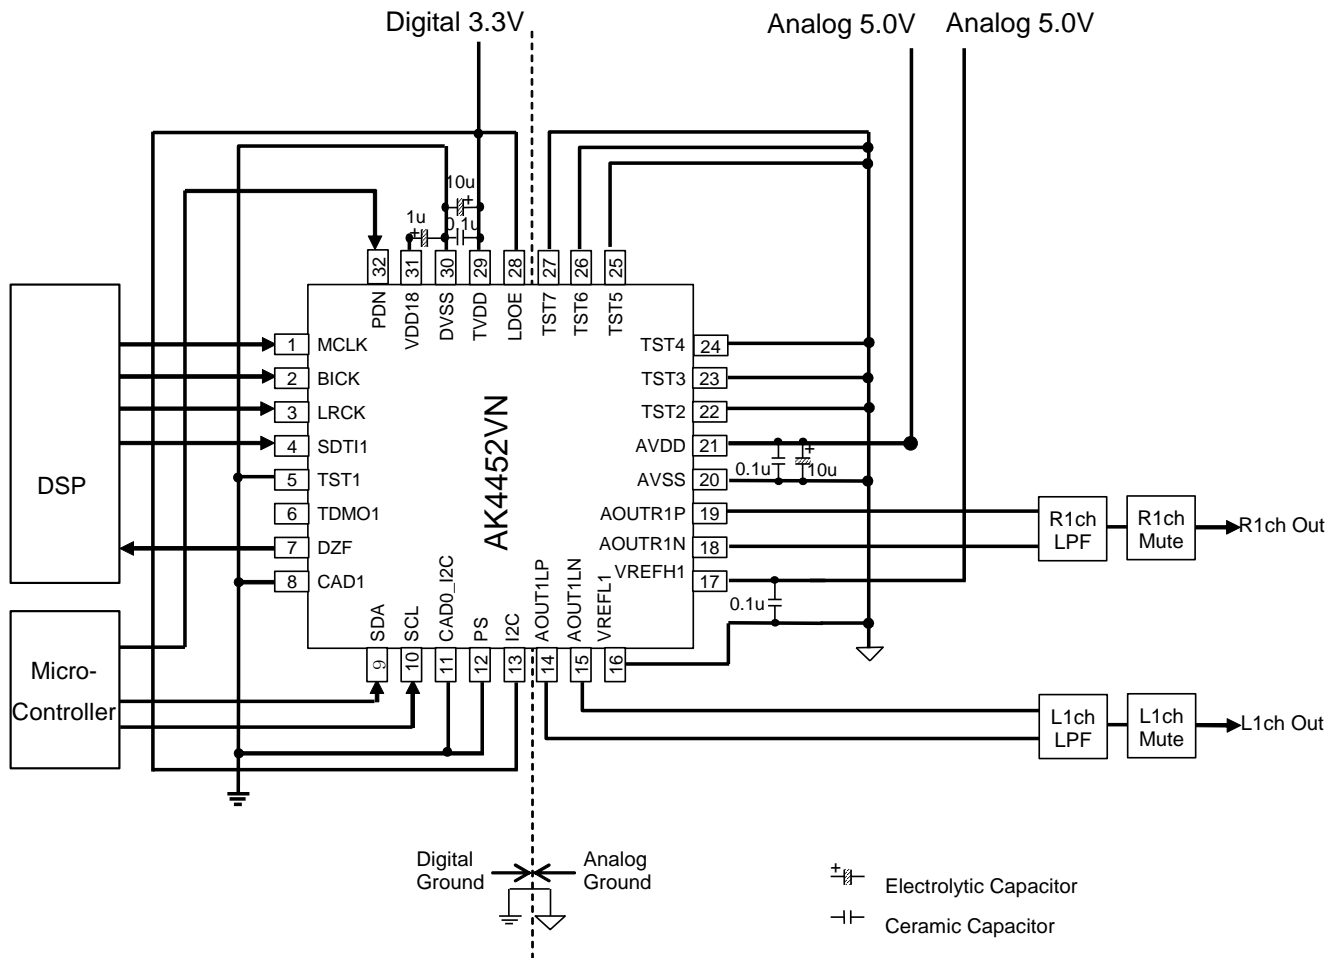 Digital 3.3V
Analog 5.0V
Analog 5.0V
10u
1u
0.1u
32
31
30
29
28
27
26
25
PDN
VDD18
DVSS
TVDD
LDOE
TST7
TST6
TST5
DSP
1 MCLK
2 BICK
3 LRCK
4 SDTI1
5 TST1
6 TDMO1
7 DZF
8 CAD1
AK4452VN
TST4 24
TST3 23
TST2 22
AVDD 21
0.1u
10u
AVSS 20
AOUTR1P 19
AOUTR1N 18
VREFH1 17
0.1u
R1ch
LPF
R1ch
Mute
R1ch Out
SDA
SCL
CAD0_I2C
PS
I2C
AOUT1LP
AOUT1LN
VREFL1
9
10
11
12
13
14
15
16
Micro-
Controller
L1ch
LPF
L1ch
Mute
L1ch Out
Digital
Ground
Analog
Ground
Electrolytic Capacitor
Ceramic Capacitor